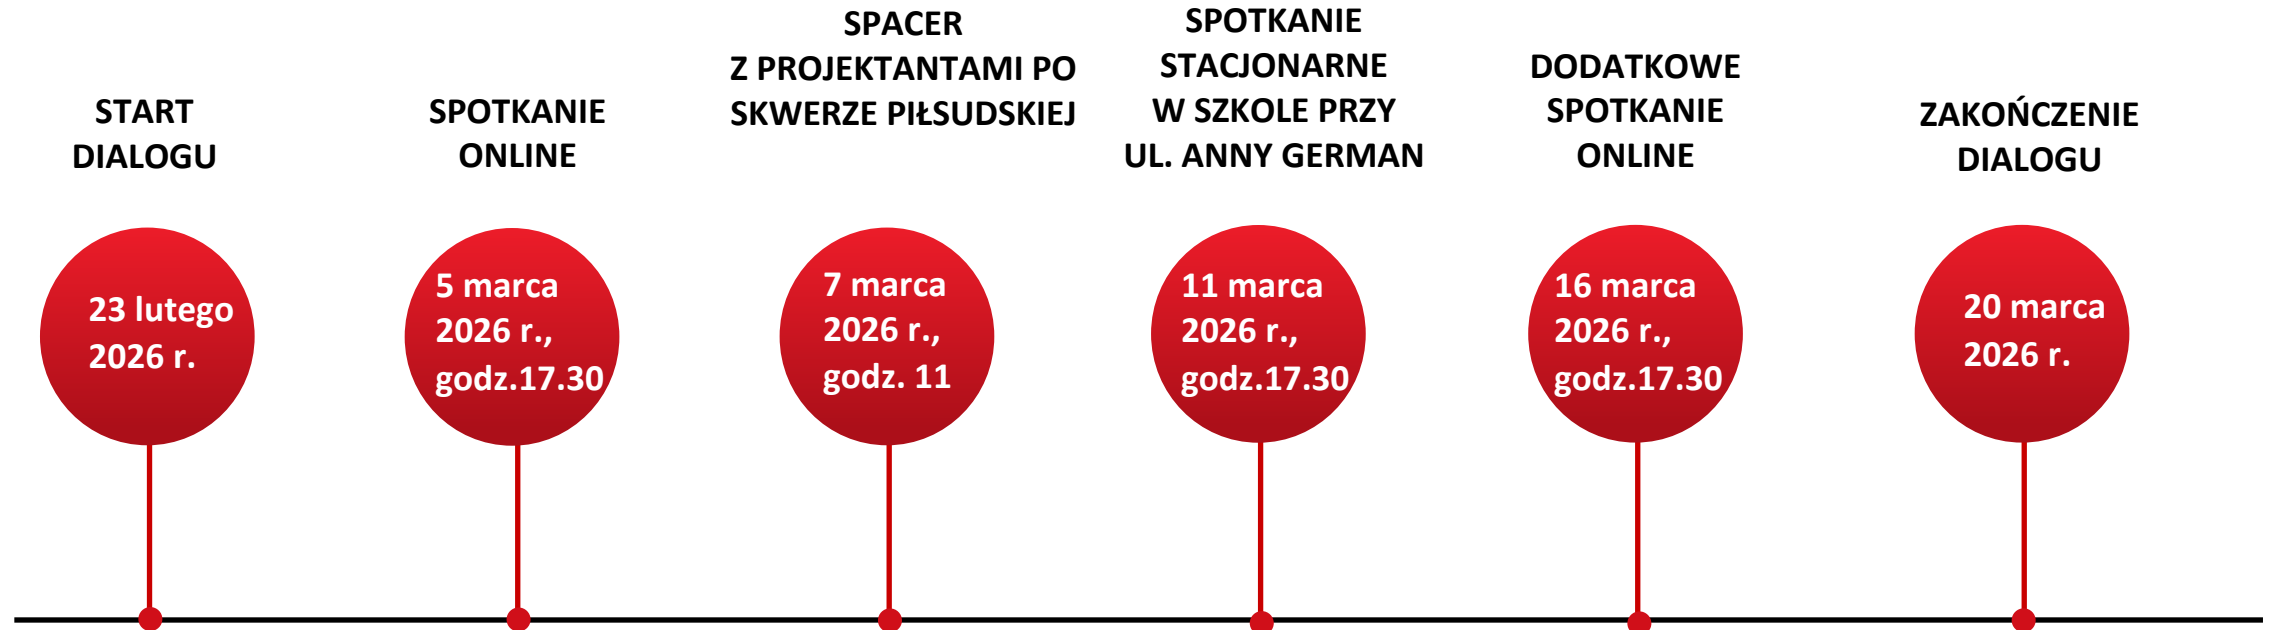 START
DIALOGU
23 lutego
2026 r.
SPOTKANIE
ONLINE
5 marca
2026 r.,
godz.17.30
SPACER
Z PROJEKTANTAMI PO
SKWERZE PIŁSUDSKIEJ
7 marca
2026 r.,
godz. 11
SPOTKANIE
STACJONARNE
W SZKOLE PRZY
UL. ANNY GERMAN
11 marca
2026 r.,
godz.17.30
DODATKOWE
SPOTKANIE
ONLINE
16 marca
2026 r.,
godz.17.30
ZAKOŃCZENIE
DIALOGU
20 marca
2026 r.